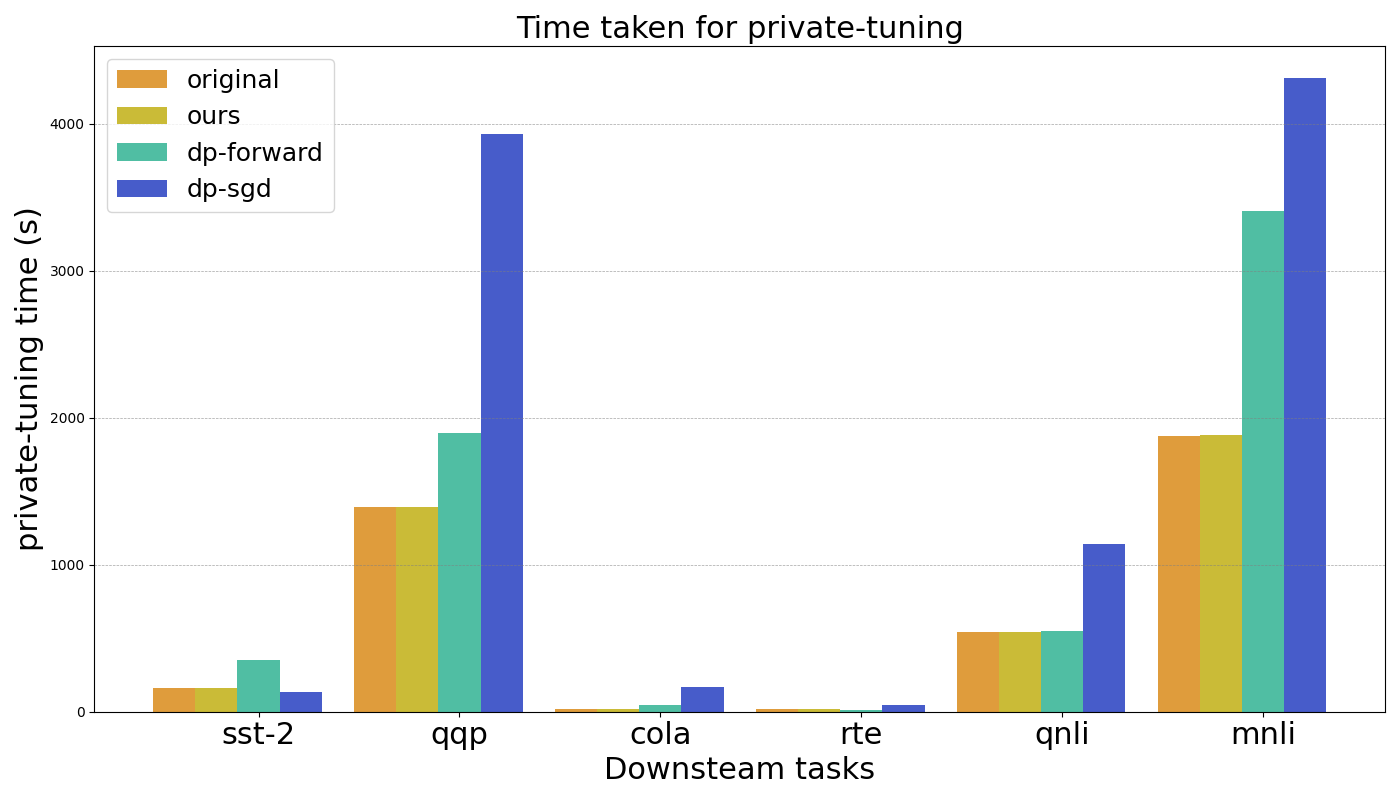 Time taken for private-tuning
original
ours
dp-forward
dp-sgd
private-tuning time (s)
4000
3000
2000
1000
0
sst-2 qqp cola rte qnli mnli
Downsteam tasks